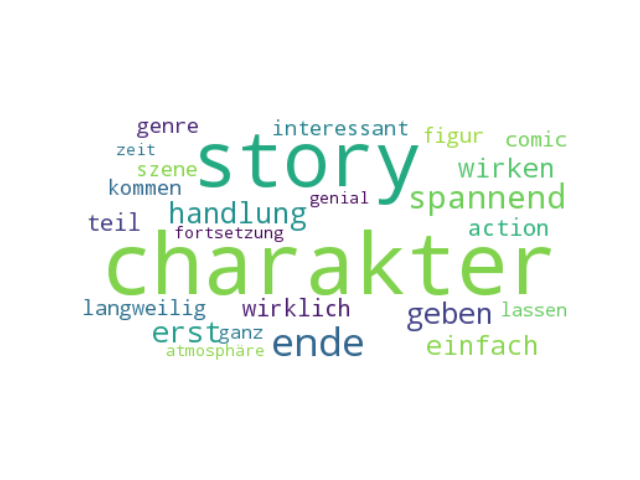 genre interessant figur comic
zeit story
szene wirken
kommen genial spannend
teil handlung action
fortsetzung
charakter
langweilig wirklich geben lassen
erst ganz ende einfach
atmosphäre